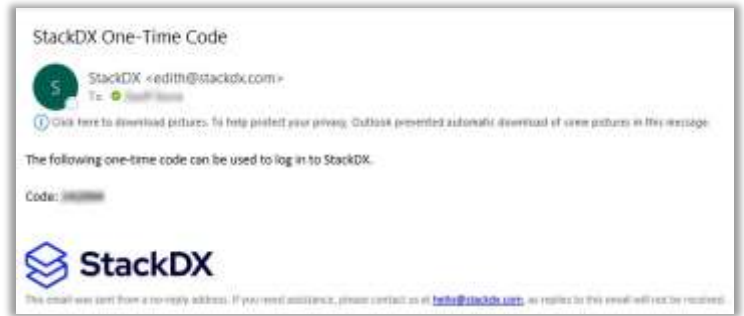 StackDX One-Time Code
S
StackDX <edith@stackdx.com>
To:
Click here to download pictures. To help protect your privacy, Outlook prevented automatic download of some pictures in this message.
The following one-time code can be used to log in to StackDX.
Code:
StackDX
This email was sent from a no-reply address. If you need assistance, please contact us at hello@stackdx.com, as replies to this email will not be received.